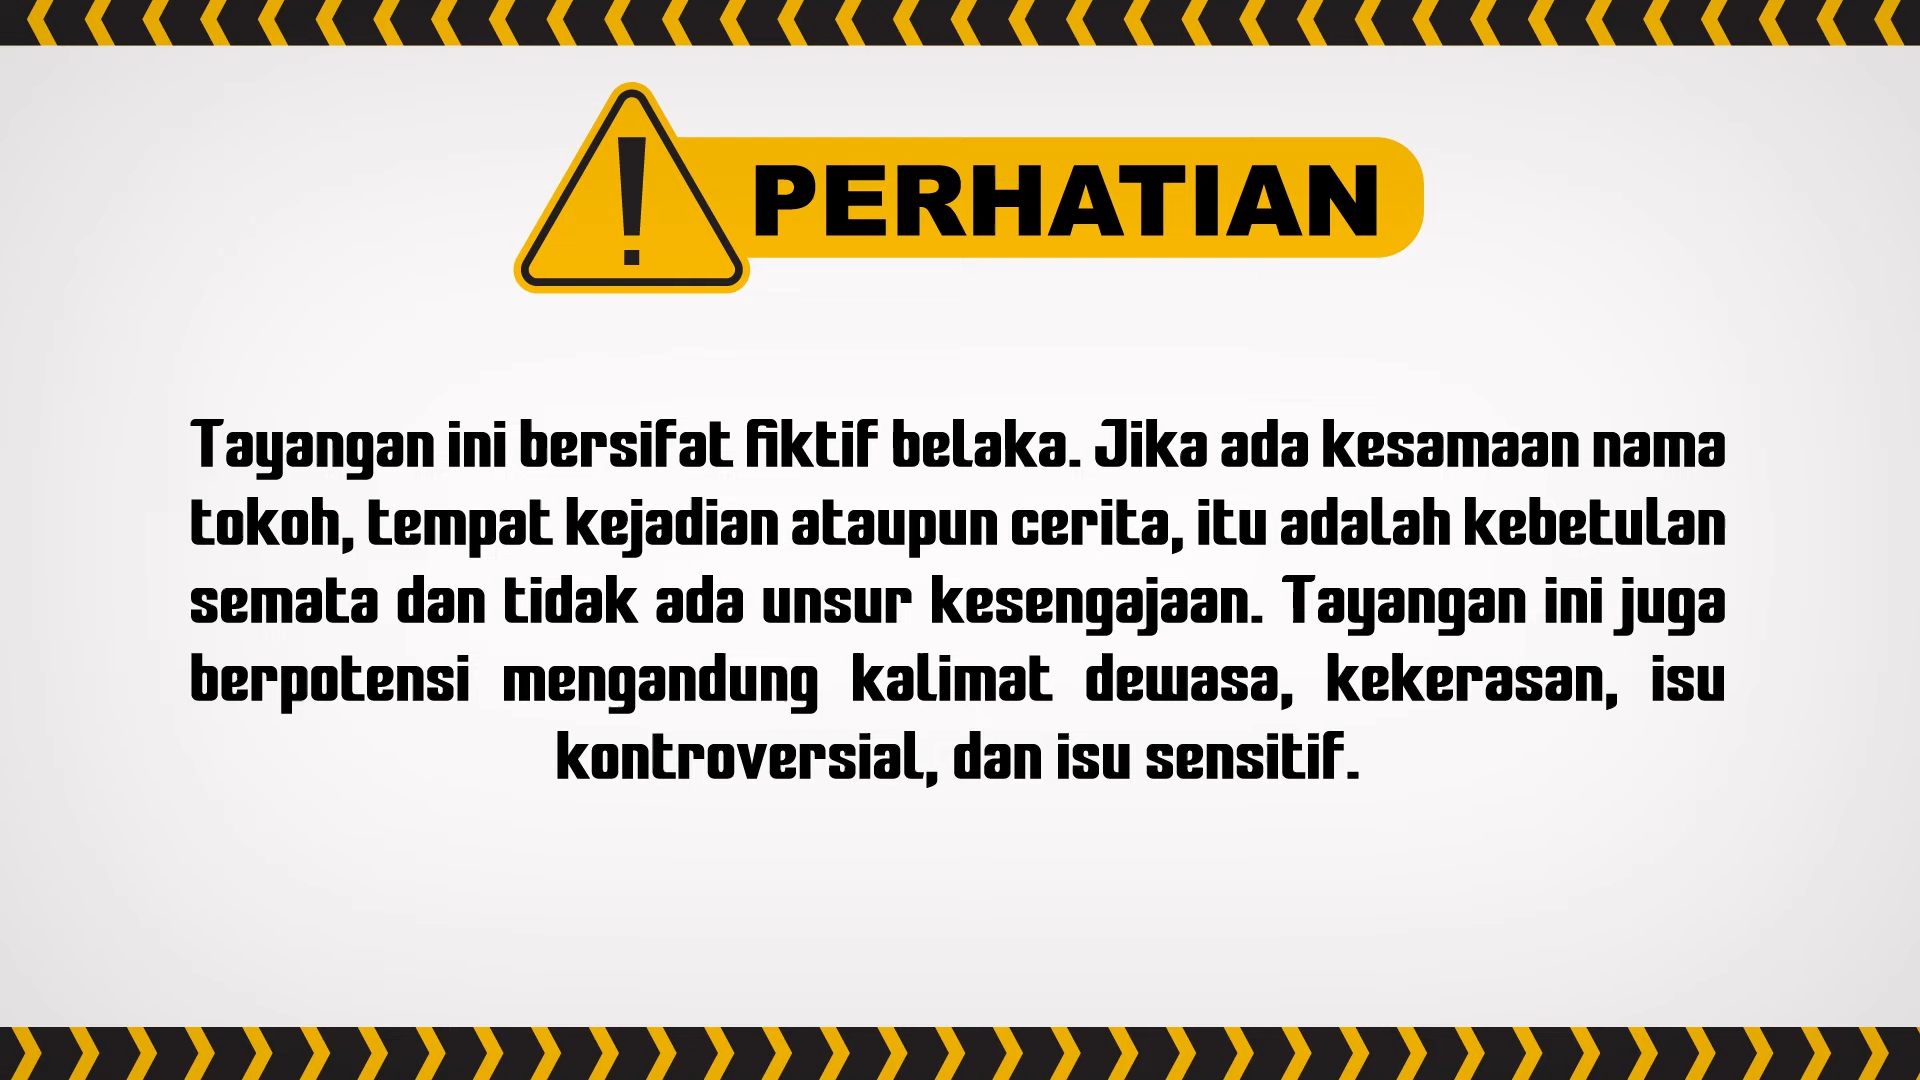 PERHATIAN
Tayangan ini bersifat fiktif belaka. Jika ada kesamaan nama
tokoh, tempat kejadian ataupun cerita, itu adalah kebetulan
semata dan tidak ada unsur kesengajaan. Tayangan ini juga
berpotensi mengandung kalimat dewasa, kekerasan, isu
kontroversial, dan isu sensitif.